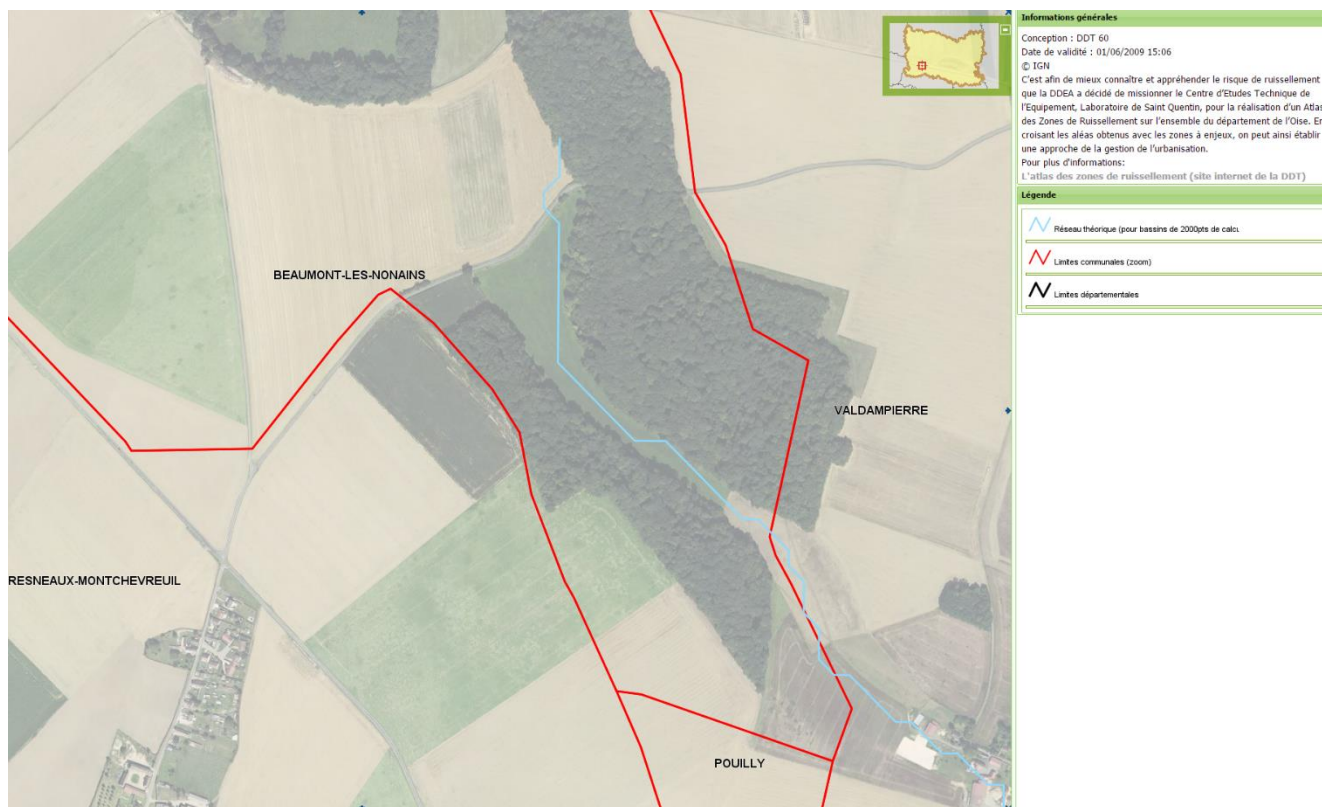 BEAUMONT-LES-NONAINS
VALDAMPIERRE
RESNEAUX-MONTCHEVREUIL
POUILLY
Informations générales
Conception : DDT 60
Date de validité : 01/06/2009 15:06
© IGN
C'est afin de mieux connaître et appréhender le risque de ruissellement
que la DDEA a décidé de missionner le Centre d'Etudes Technique de
l'Equipement, Laboratoire de Saint Quentin, pour la réalisation d'un Atlas
des Zones de Ruissellement sur l'ensemble du département de l'Oise. En
croisant les aléas obtenus avec les zones à enjeux, on peut ainsi établir
une approche de la gestion de l'urbanisation.
Pour plus d'informations:
L'atlas des zones de ruissellement (site internet de la DDT)
Légende
Réseau théorique (pour bassins de 2000pts de calcu
Limites communales (zoom)
Limites départementales